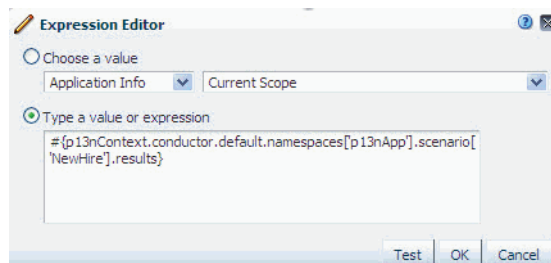 Expression Editor
Choose a value
Application Info Current Scope
Type a value or expression
#{p13nContext.conductor.default.namespaces['p13nApp'].scenario[
'NewHire'].results}
Test OK Cancel